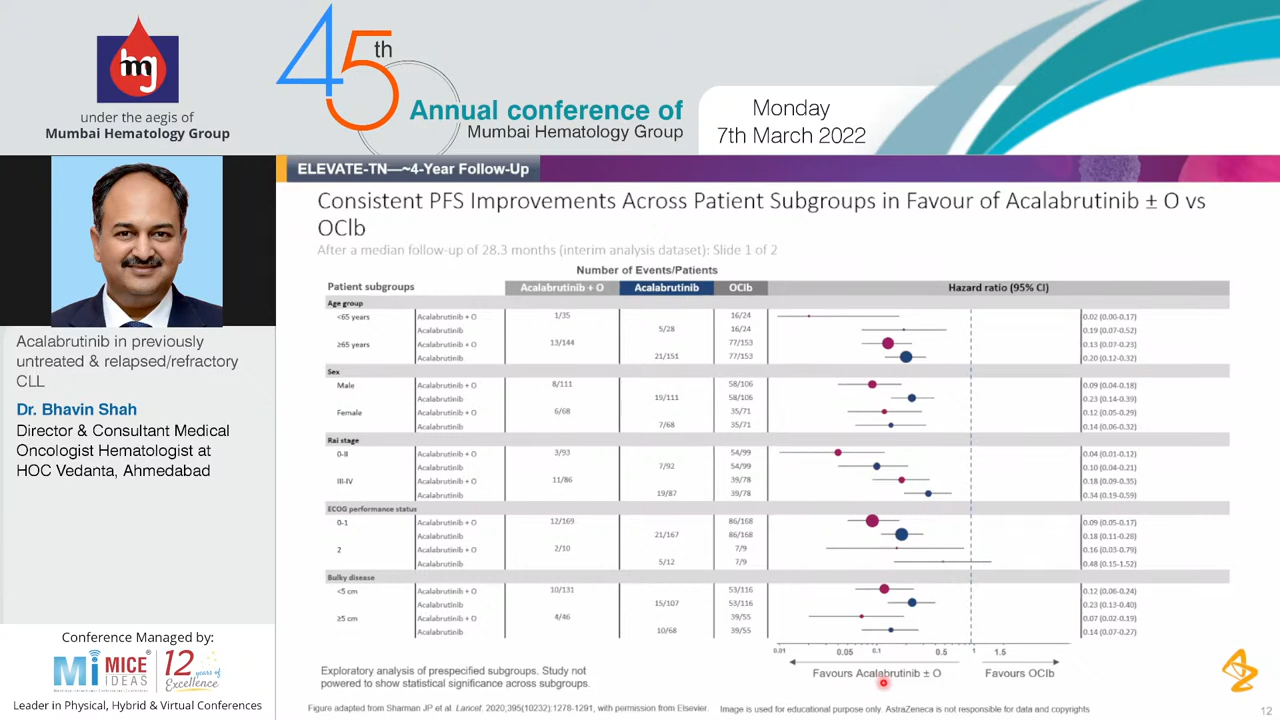 hmg
under the aegis of
Mumbai Hematology Group
45th
Annual conference of
Mumbai Hematology Group
Monday
7th March 2022
Acalabrutinib in previously
untreated & relapsed/refractory
CLL
Dr. Bhavin Shah
Director & Consultant Medical
Oncologist Hematologist at
HOC Vedanta, Ahmedabad
Conference Managed by:
Mi MICE IDEAS® 12 years of Excellence
Leader in Physical, Hybrid & Virtual Conferences
ELEVATE-TN—~4-Year Follow-Up
Consistent PFS Improvements Across Patient Subgroups in Favour of Acalabrutinib ± O vs
OClb
After a median follow-up of 28.3 months (interim analysis dataset): Slide 1 of 2
Number of Events/Patients
Patient subgroups Acalabrutinib + O Acalabrutinib OClb Hazard ratio (95% CI)
Age group
<65 years Acalabrutinib + O 1/35 16/24 0.02 (0.00-0.17)
Acalabrutinib 5/28 16/24 0.19 (0.07-0.52)
≥65 years Acalabrutinib + O 13/144 77/153 0.13 (0.07-0.23)
Acalabrutinib 21/151 77/153 0.20 (0.12-0.32)
Sex
Male Acalabrutinib + O 8/111 58/106 0.09 (0.04-0.18)
Acalabrutinib 19/111 58/106 0.23 (0.14-0.39)
Female Acalabrutinib + O 6/68 35/71 0.12 (0.05-0.29)
Acalabrutinib 7/68 35/71 0.14 (0.06-0.32)
Rai stage
0-II Acalabrutinib + O 3/93 54/99 0.04 (0.01-0.12)
Acalabrutinib 7/92 54/99 0.10 (0.04-0.21)
III-IV Acalabrutinib + O 11/86 39/78 0.18 (0.09-0.35)
Acalabrutinib 19/87 39/78 0.34 (0.19-0.59)
ECOG performance status
0-1 Acalabrutinib + O 12/169 86/168 0.09 (0.05-0.17)
Acalabrutinib 21/167 86/168 0.18 (0.11-0.28)
2 Acalabrutinib + O 2/10 7/9 0.16 (0.03-0.79)
Acalabrutinib 5/12 7/9 0.48 (0.15-1.52)
Bulky disease
<5 cm Acalabrutinib + O 10/131 53/116 0.12 (0.06-0.24)
Acalabrutinib 15/107 53/116 0.23 (0.13-0.40)
≥5 cm Acalabrutinib + O 4/46 39/55 0.07 (0.02-0.19)
Acalabrutinib 10/68 39/55 0.14 (0.07-0.27)
0.01 0.05 0.1 0.5 1 1.5
Favours Acalabrutinib ± O Favours OClb
Exploratory analysis of prespecified subgroups. Study not
powered to show statistical significance across subgroups.
Figure adapted from Sharman JP et al. Lancet. 2020;395(10232):1278-1291, with permission from Elsevier. Image is used for educational purpose only. AstraZeneca is not responsible for data and copyrights
12